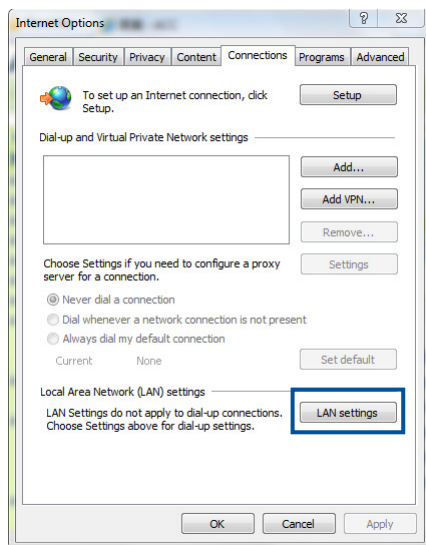 Internet Options
General Security Privacy Content Connections Programs Advanced
To set up an Internet connection, click
Setup.
Setup
Dial-up and Virtual Private Network settings
Add...
Add VPN...
Remove...
Choose Settings if you need to configure a proxy
server for a connection.
Settings
Never dial a connection
Dial whenever a network connection is not present
Always dial my default connection
Current None
Set default
Local Area Network (LAN) settings
LAN Settings do not apply to dial-up connections.
Choose Settings above for dial-up settings.
LAN settings
OK Cancel Apply